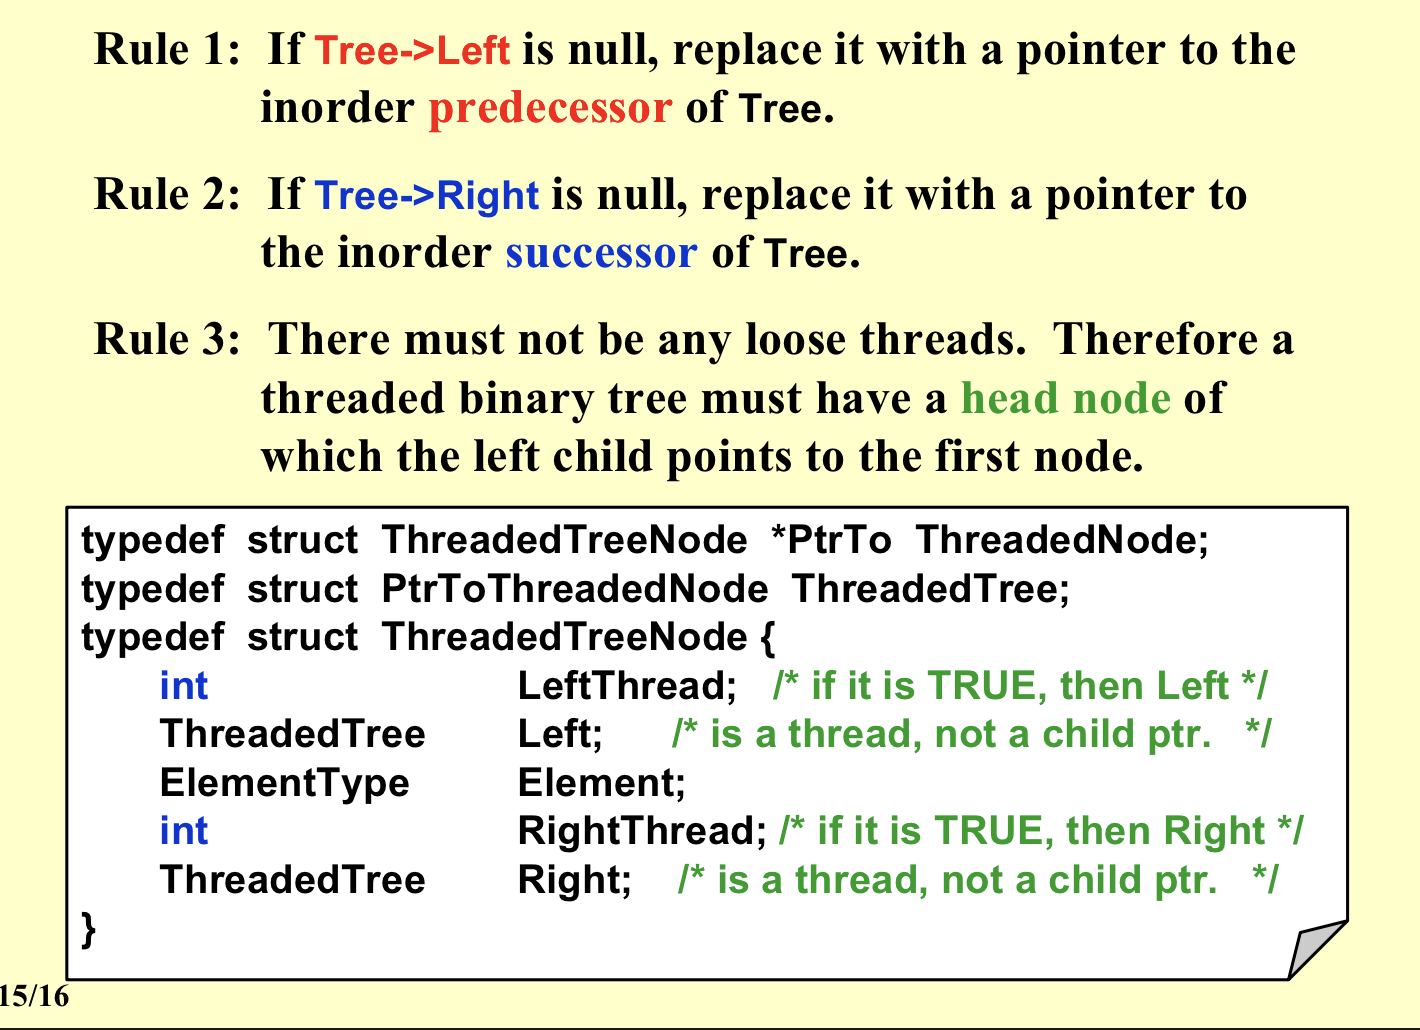 Rule 1: If Tree->Left is null, replace it with a pointer to the
inorder predecessor of Tree.
Rule 2: If Tree->Right is null, replace it with a pointer to
the inorder successor of Tree.
Rule 3: There must not be any loose threads. Therefore a
threaded binary tree must have a head node of
which the left child points to the first node.
typedef struct ThreadedTreeNode *PtrTo ThreadedNode;
typedef struct PtrToThreadedNode ThreadedTree;
typedef struct ThreadedTreeNode {
int LeftThread; /* if it is TRUE, then Left */
ThreadedTree Left; /* is a thread, not a child ptr. */
ElementType Element;
int RightThread; /* if it is TRUE, then Right */
ThreadedTree Right; /* is a thread, not a child ptr. */
}
15/16